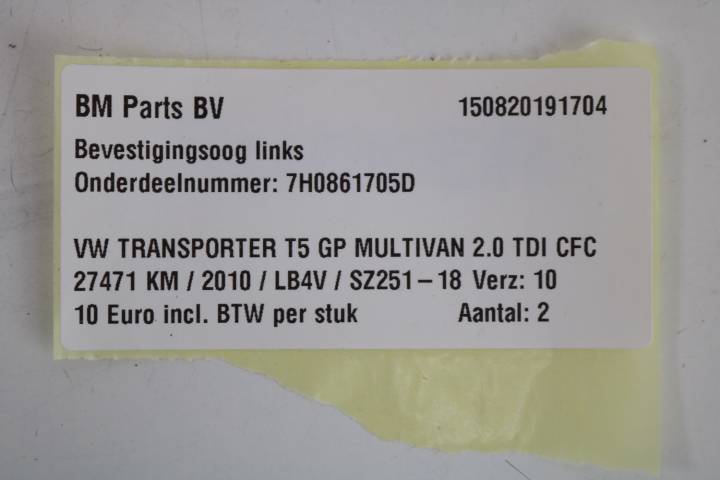 BM Parts BV 150820191704
Bevestigingsoog links
Onderdeelnummer: 7H0861705D
VW TRANSPORTER T5 GP MULTIVAN 2.0 TDI CFC
27471 KM / 2010 / LB4V / SZ251-18 Verz: 10
10 Euro incl. BTW per stuk Aantal: 2